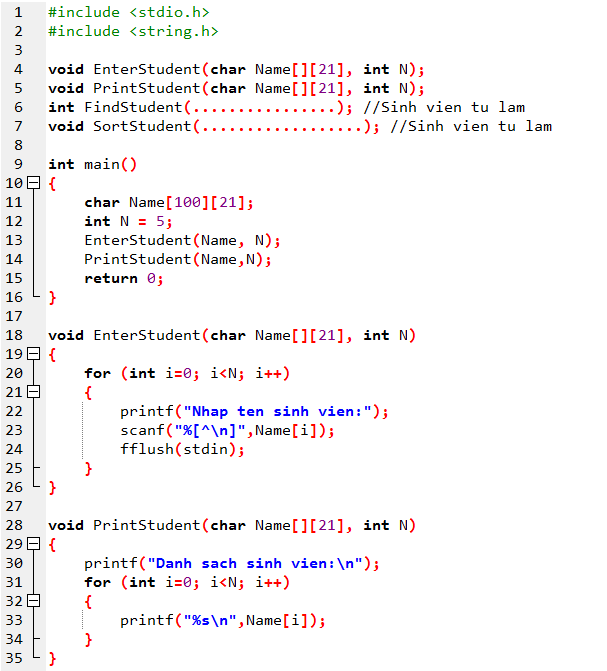 1 #include <stdio.h>
2 #include <string.h>
3
4 void EnterStudent(char Name[][21], int N);
5 void PrintStudent(char Name[][21], int N);
6 int FindStudent(................); //Sinh vien tu lam
7 void SortStudent(..................); //Sinh vien tu lam
8
9 int main()
10 {
11     char Name[100][21];
12     int N = 5;
13     EnterStudent(Name, N);
14     PrintStudent(Name,N);
15     return 0;
16 }
17
18 void EnterStudent(char Name[][21], int N)
19 {
20     for (int i=0; i<N; i++)
21     {
22         printf("Nhap ten sinh vien:");
23         scanf("%[^\n]",Name[i]);
24         fflush(stdin);
25     }
26 }
27
28 void PrintStudent(char Name[][21], int N)
29 {
30     printf("Danh sach sinh vien:\n");
31     for (int i=0; i<N; i++)
32     {
33         printf("%s\n",Name[i]);
34     }
35 }